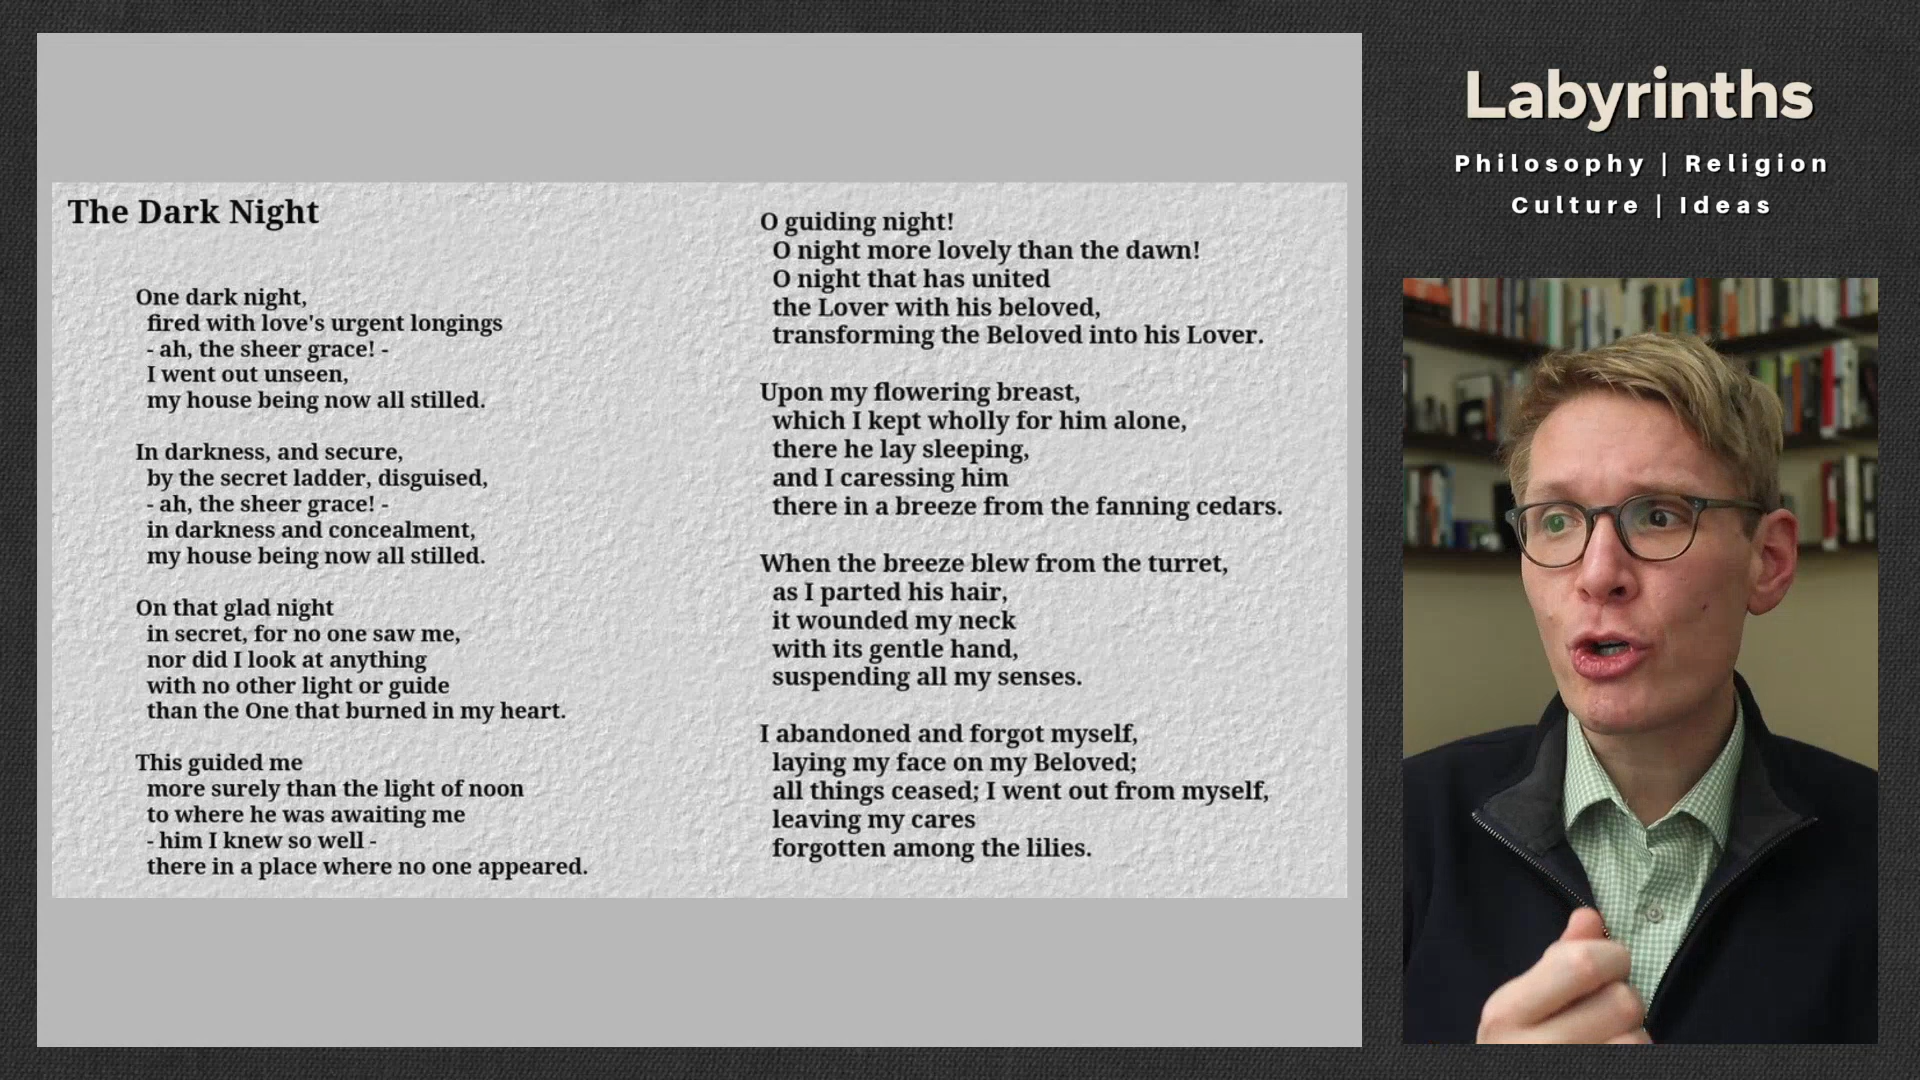 The Dark Night
One dark night,
fired with love's urgent longings
- ah, the sheer grace! -
I went out unseen,
my house being now all stilled.
In darkness, and secure,
by the secret ladder, disguised,
- ah, the sheer grace! -
in darkness and concealment,
my house being now all stilled.
On that glad night
in secret, for no one saw me,
nor did I look at anything
with no other light or guide
than the One that burned in my heart.
This guided me
more surely than the light of noon
to where he was awaiting me
- him I knew so well -
there in a place where no one appeared.
O guiding night!
O night more lovely than the dawn!
O night that has united
the Lover with his beloved,
transforming the Beloved into his Lover.
Upon my flowering breast,
which I kept wholly for him alone,
there he lay sleeping,
and I caressing him
there in a breeze from the fanning cedars.
When the breeze blew from the turret,
as I parted his hair,
it wounded my neck
with its gentle hand,
suspending all my senses.
I abandoned and forgot myself,
laying my face on my Beloved;
all things ceased; I went out from myself,
leaving my cares
forgotten among the lilies.
Labyrinths
Philosophy | Religion
Culture | Ideas